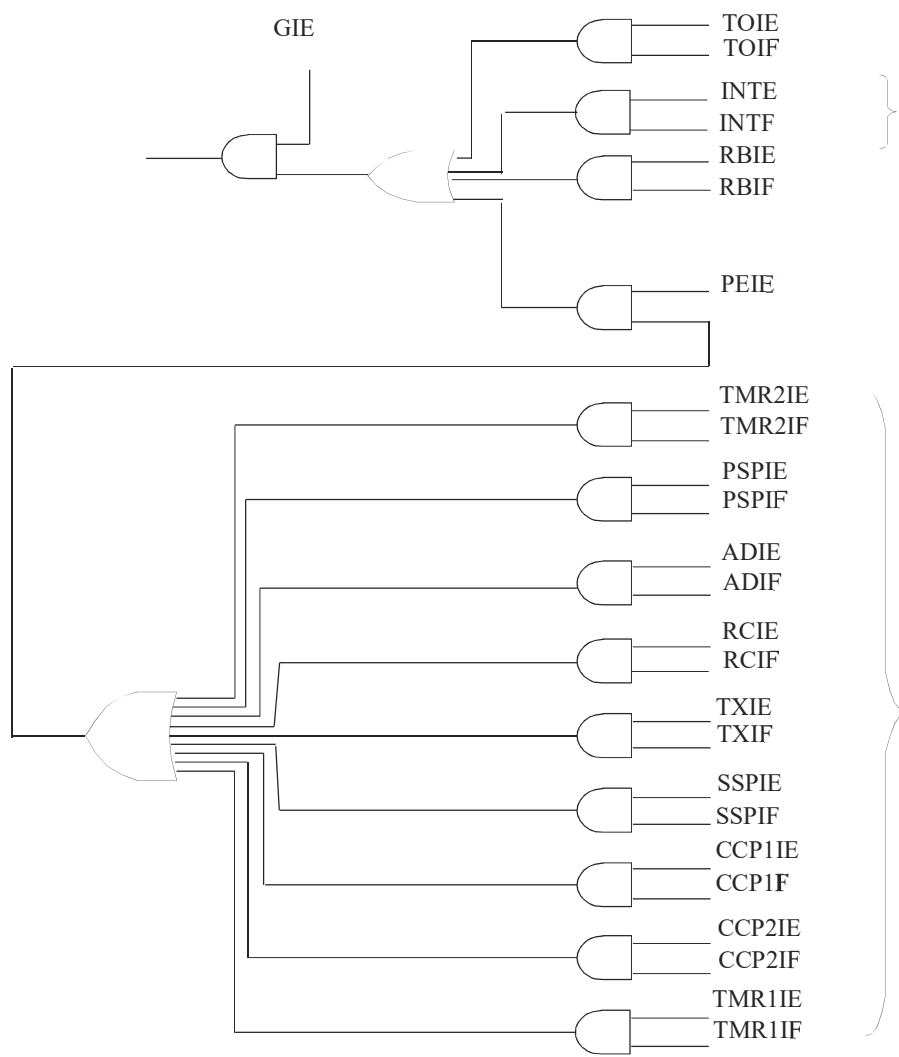 GIE
TOIE
TOIF
INTE
INTF
RBIE
RBIF
PEIE
TMR2IE
TMR2IF
PSPIE
PSPIF
ADIE
ADIF
RCIE
RCIF
TXIE
TXIF
SSPIE
SSPIF
CCP1IE
CCP1F
CCP2IE
CCP2IF
TMR1IE
TMR1IF